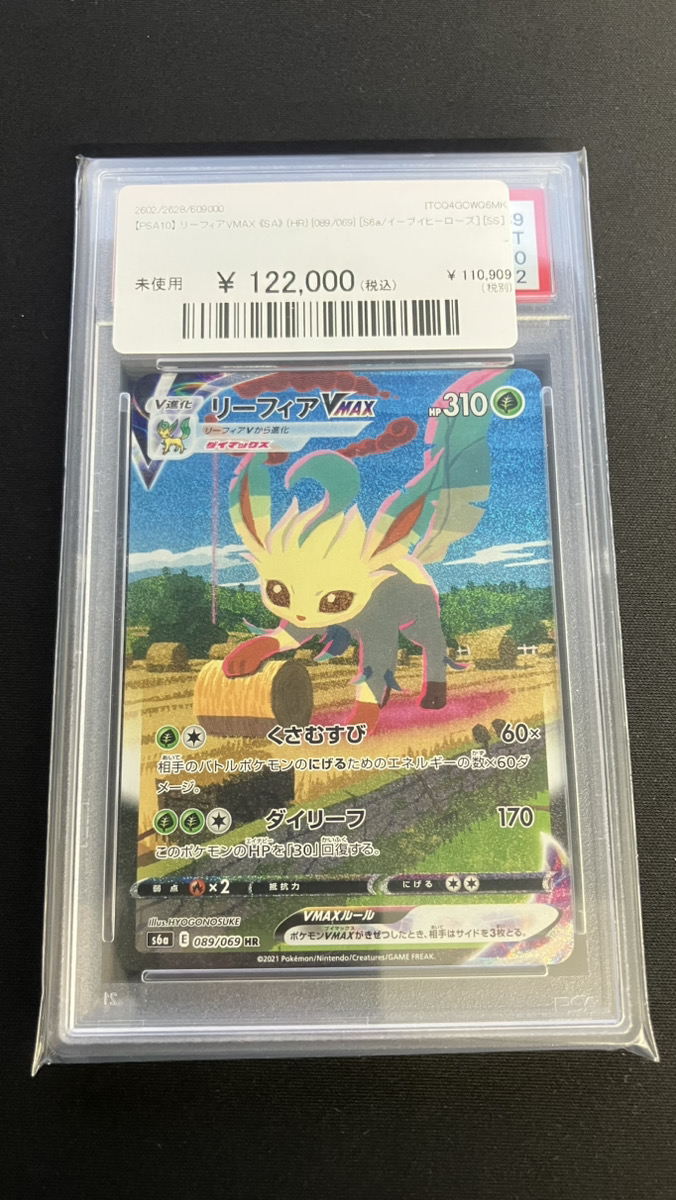 2602/2628/609000
ITCQ4GCWQ6MK
【PSA10】リーフィアVMAX《SA》(HR){089/069}[S6a/イーブイヒーローズ][SS]
未使用 ¥ 122,000(税込) ¥ 110,909
(税別)
9
T
0
2
V進化
リーフィアVMAX
HP310
リーフィアVから進化
ダイマックス
くさむすび 60×
相手のバトルポケモンのにげるためのエネルギーの数×60ダ
メージ。
ダイリーフ 170
このポケモンのHPを「30」回復する。
弱点 ×2 抵抗力 にげる
Illus.HYOGONOSUKE
s6a E 089/069 HR
VMAXルール
ポケモンVMAXがきぜつしたとき、相手はサイドを3枚とる。
©2021 Pokémon/Nintendo/Creatures/GAME FREAK.